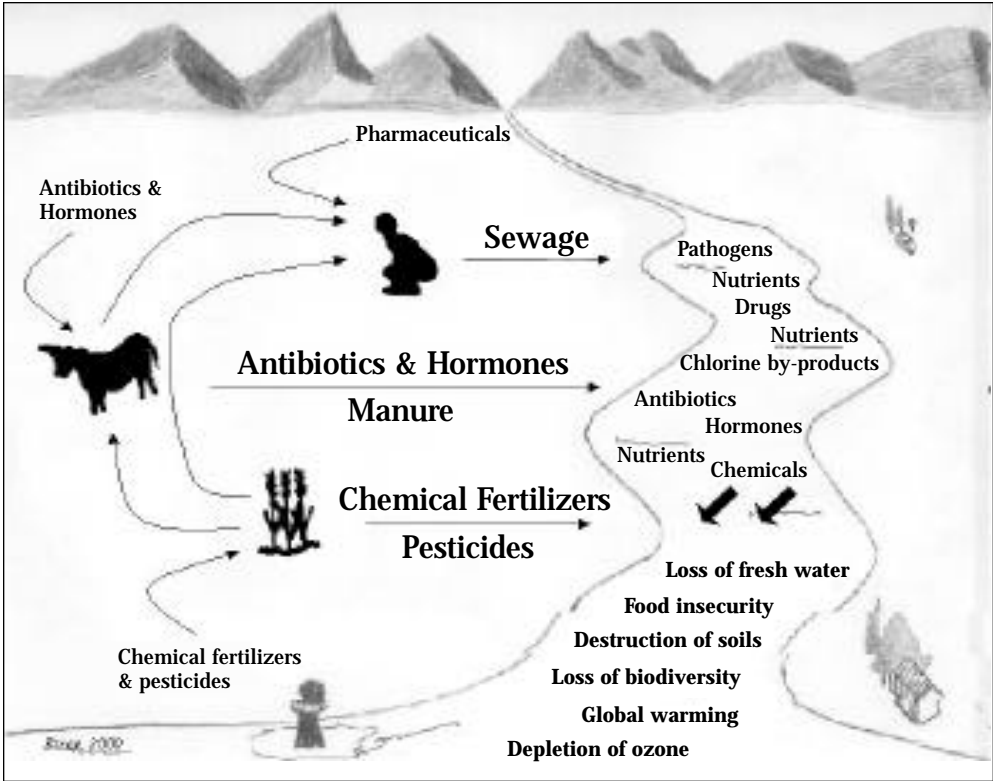 Pharmaceuticals
Antibiotics &
Hormones
Sewage
Pathogens
Nutrients
Drugs
Nutrients
Chlorine by-products
Antibiotics & Hormones
Manure
Antibiotics
Hormones
Nutrients
Chemicals
Chemical Fertilizers
Pesticides
Loss of fresh water
Food insecurity
Destruction of soils
Loss of biodiversity
Global warming
Depletion of ozone
Chemical fertilizers
& pesticides
2000